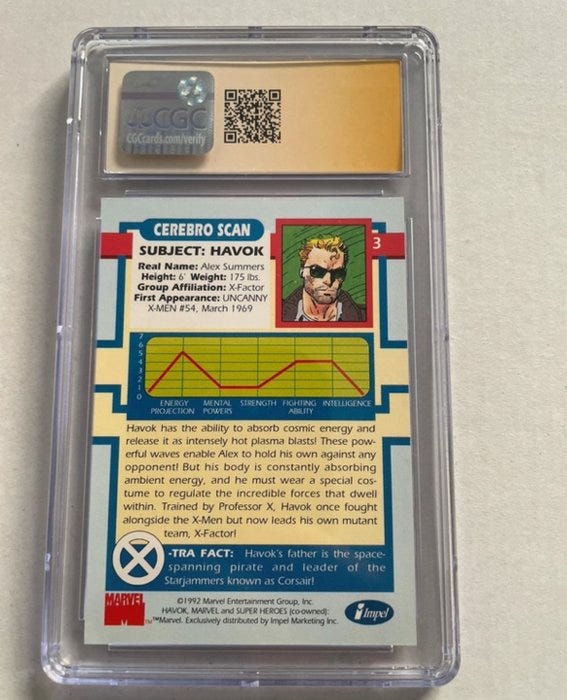 CGC
CGCcards.com/verify
CEREBRO SCAN
SUBJECT: HAVOK
3
Real Name: Alex Summers
Height: 6' Weight: 175 lbs.
Group Affiliation: X-Factor
First Appearance: UNCANNY
X-MEN #54, March 1969
7
6
5
4
3
2
1
0
ENERGY PROJECTION
MENTAL POWERS
STRENGTH
FIGHTING ABILITY
INTELLIGENCE
Havok has the ability to absorb cosmic energy and
release it as intensely hot plasma blasts! These pow-
erful waves enable Alex to hold his own against any
opponent! But his body is constantly absorbing
ambient energy, and he must wear a special cos-
tume to regulate the incredible forces that dwell
within. Trained by Professor X, Havok once fought
alongside the X-Men but now leads his own mutant
team, X-Factor!
X-TRA FACT: Havok's father is the space-
spanning pirate and leader of the
Starjammers known as Corsair!
MARVEL
©1992 Marvel Entertainment Group, Inc.
HAVOK, MARVEL and SUPER HEROES (co-owned):
™Marvel. Exclusively distributed by Impel Marketing Inc.
Impel